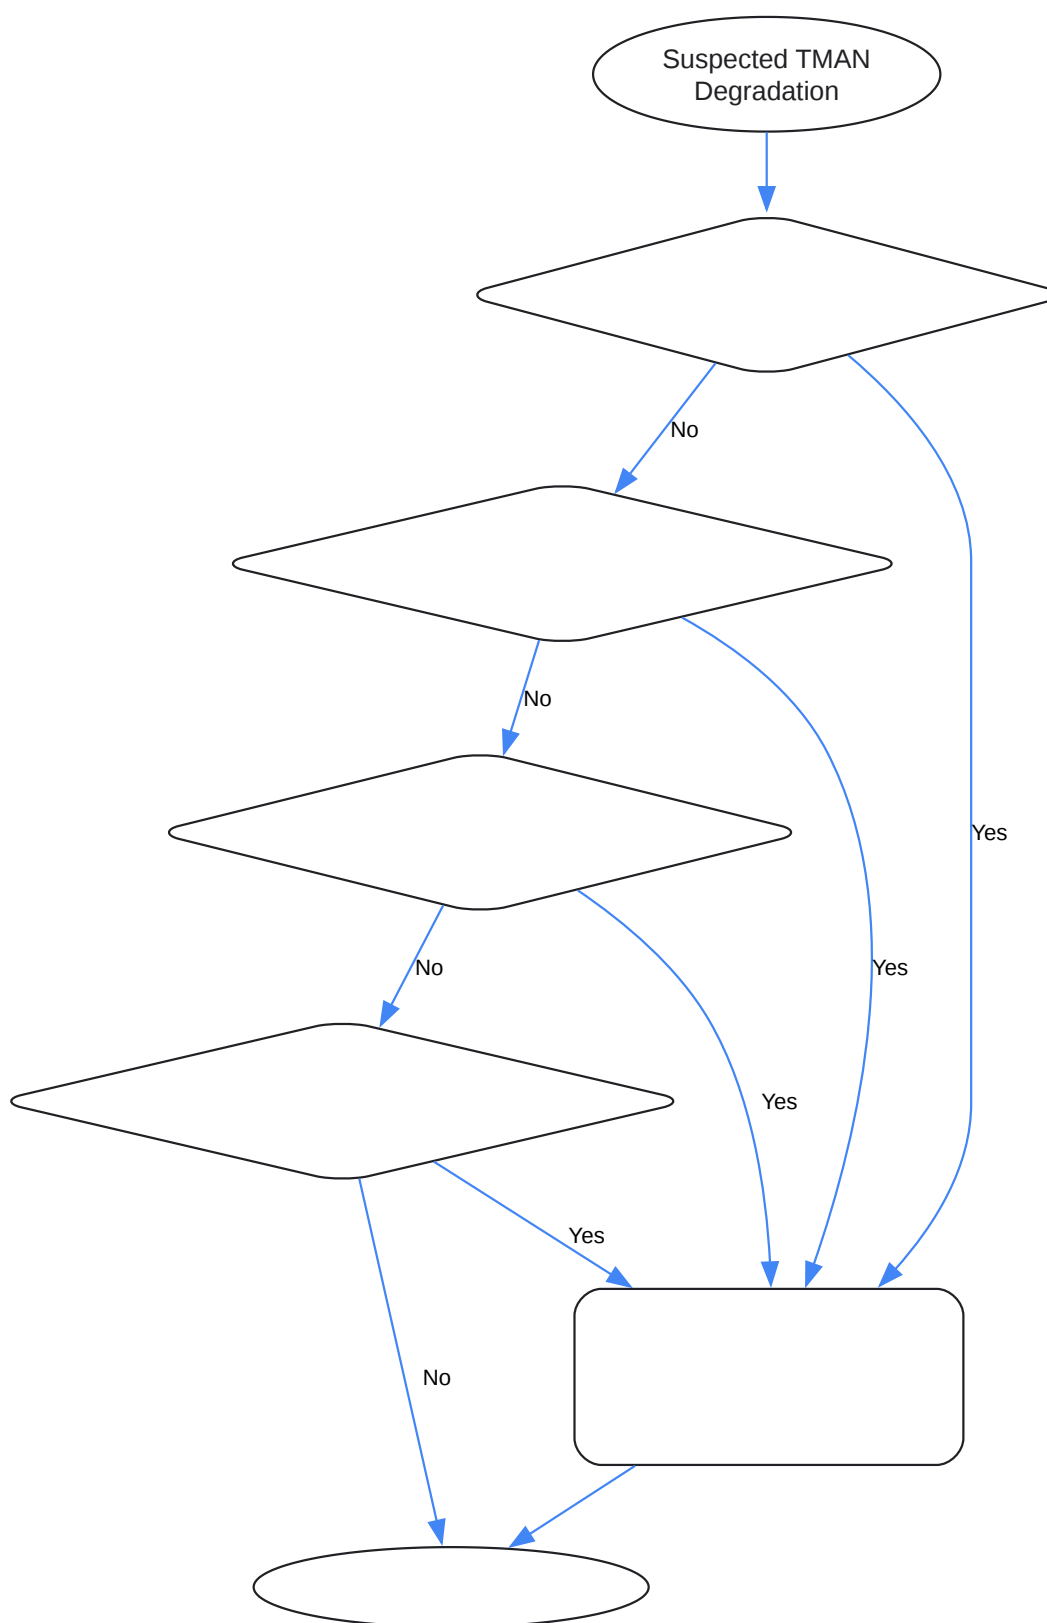 Suspected TMAN
Degradation
No
No
Yes
No
Yes
Yes
Yes
No